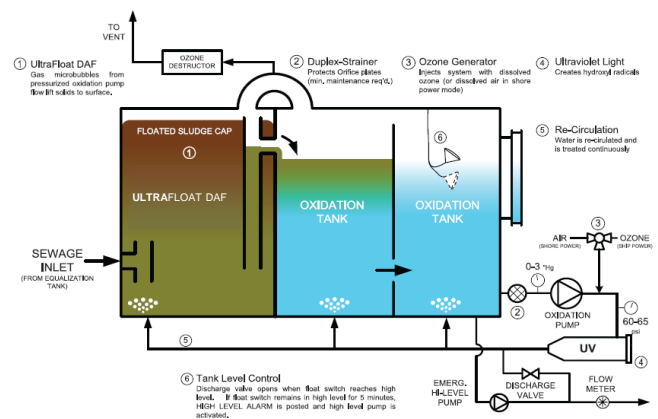 TO
VENT
OZONE
DESTRUCTOR
1 UltraFloat DAF
Gas microbubbles from
pressurized oxidation pump
flow lift solids to surface.
2 Duplex-Strainer
Protects Orifice plates
(min. maintenance req'd.)
3 Ozone Generator
Injects system with dissolved
ozone (or dissolved air in shore
power mode)
4 Ultraviolet Light
Creates hydroxyl radicals
5 Re-Circulation
Water is re-circulated and
is treated continuously
FLOATED SLUDGE CAP
1
ULTRAFLOAT DAF
OXIDATION
TANK
6
OXIDATION
TANK
SEWAGE
INLET
(FROM EQUALIZATION
TANK)
3
AIR
(SHORE POWER)
OZONE
(SHIP POWER)
0-3 "Hg
2
OXIDATION
PUMP
60-65
psi
UV
4
5
6 Tank Level Control
Discharge valve opens when float switch reaches high
level. If float switch remains in high level for 5 minutes,
HIGH LEVEL ALARM is posted and high level pump is
activated.
EMERG.
HI-LEVEL
PUMP
DISCHARGE
VALVE
FLOW
METER